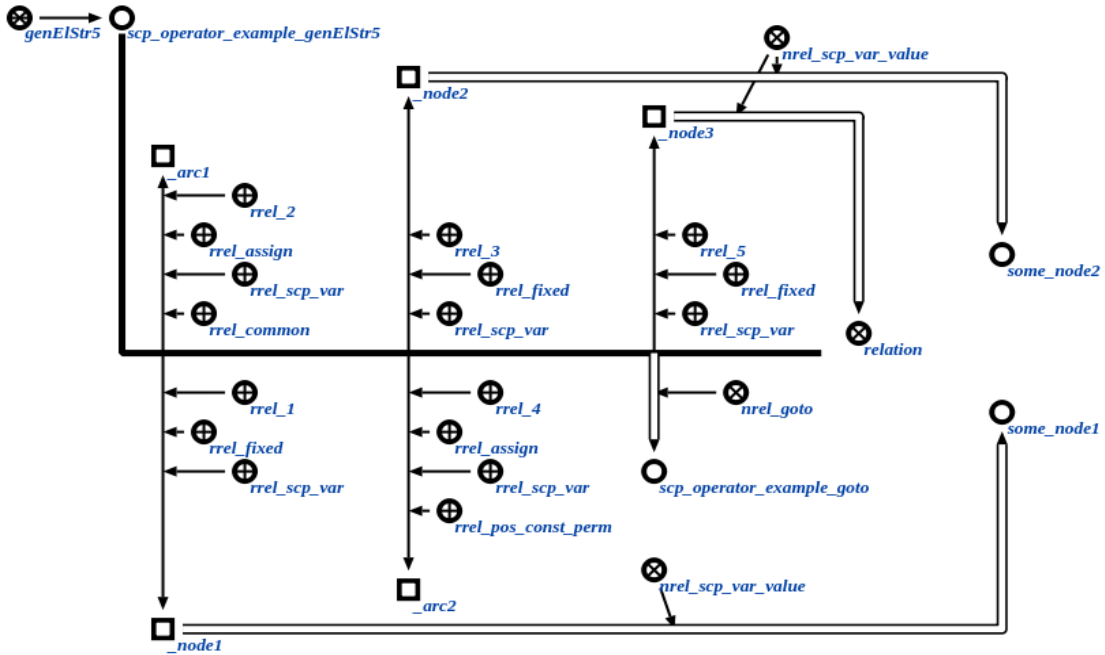 genElStr5
scp_operator_example_genElStr5
nrel_scp_var_value
_node2
_node3
_arc1
rrel_2
rrel_assign
rrel_3
rrel_5
some_node2
rrel_scp_var
rrel_fixed
rrel_fixed
rrel_common
rrel_scp_var
rrel_scp_var
relation
rrel_1
rrel_4
nrel_goto
some_node1
rrel_fixed
rrel_assign
rrel_scp_var
rrel_scp_var
scp_operator_example_goto
rrel_pos_const_perm
nrel_scp_var_value
_arc2
_node1